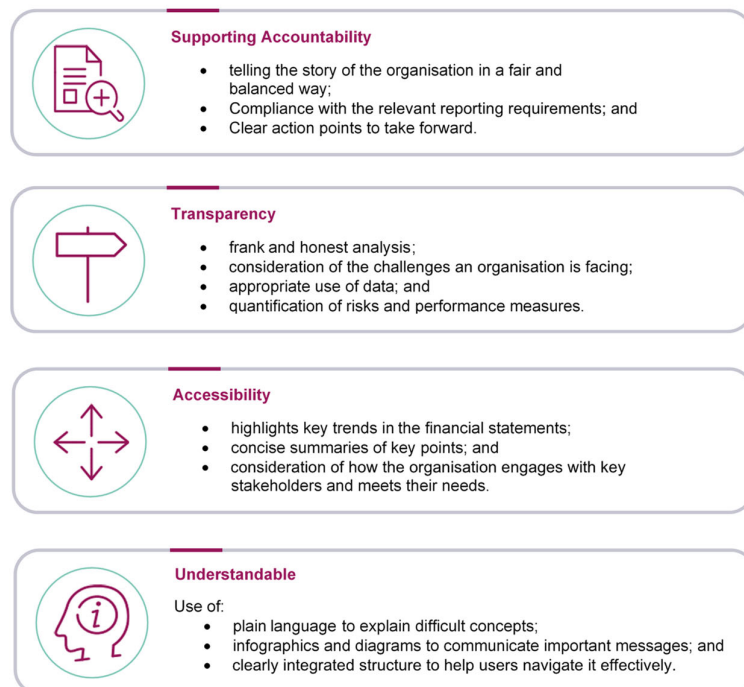 Supporting Accountability
• telling the story of the organisation in a fair and
balanced way;
• Compliance with the relevant reporting requirements; and
• Clear action points to take forward.
Transparency
• frank and honest analysis;
• consideration of the challenges an organisation is facing;
• appropriate use of data; and
• quantification of risks and performance measures.
Accessibility
• highlights key trends in the financial statements;
• concise summaries of key points; and
• consideration of how the organisation engages with key
stakeholders and meets their needs.
i
Understandable
Use of:
• plain language to explain difficult concepts;
• infographics and diagrams to communicate important messages; and
• clearly integrated structure to help users navigate it effectively.